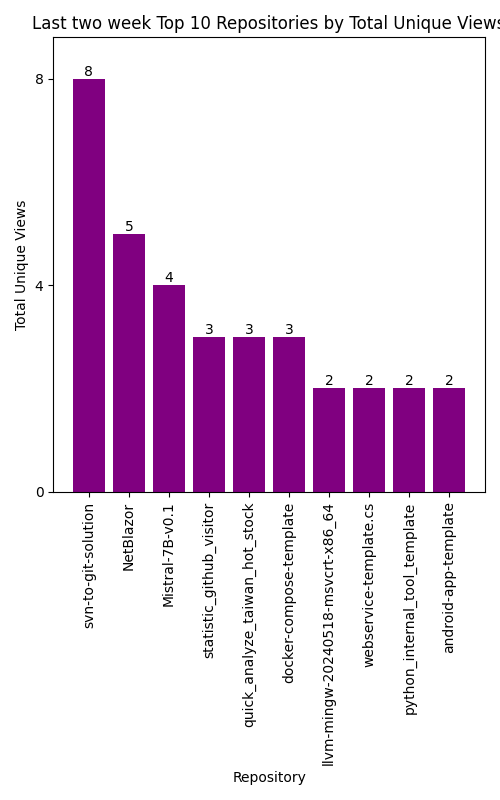 Last two week Top 10 Repositories by Total Unique Views
8
4
0
Total Unique Views
8
5
4
3
3
3
2
2
2
2
svn-to-git-solution
NetBlazor
Mistral-7B-v0.1
statistic_github_visitor
quick_analyze_taiwan_hot_stock
docker-compose-template
llvm-mingw-20240518-msvcrt-x86_64
webservice-template.cs
python_internal_tool_template
android-app-template
Repository